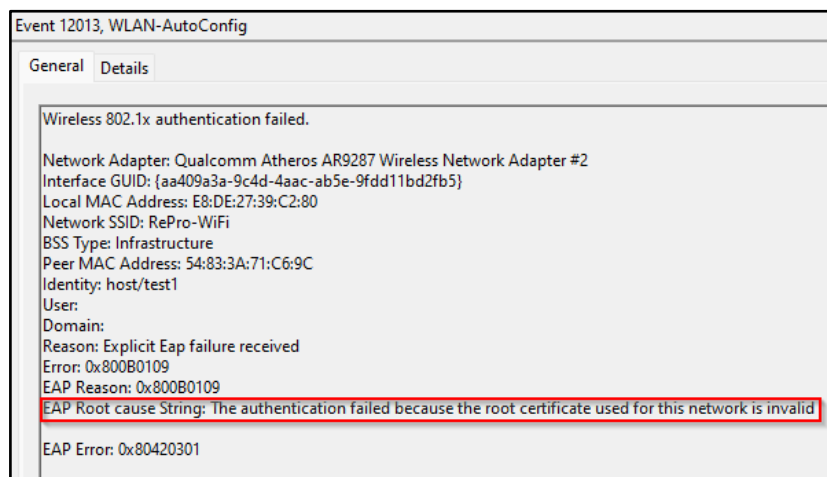 Event 12013, WLAN-AutoConfig
General Details
Wireless 802.1x authentication failed.
Network Adapter: Qualcomm Atheros AR9287 Wireless Network Adapter #2
Interface GUID: {aa409a3a-9c4d-4aac-ab5e-9fdd11bd2fb5}
Local MAC Address: E8:DE:27:39:C2:80
Network SSID: RePro-WiFi
BSS Type: Infrastructure
Peer MAC Address: 54:83:3A:71:C6:9C
Identity: host/test1
User:
Domain:
Reason: Explicit Eap failure received
Error: 0x800B0109
EAP Reason: 0x800B0109
EAP Root cause String: The authentication failed because the root certificate used for this network is invalid
EAP Error: 0x80420301